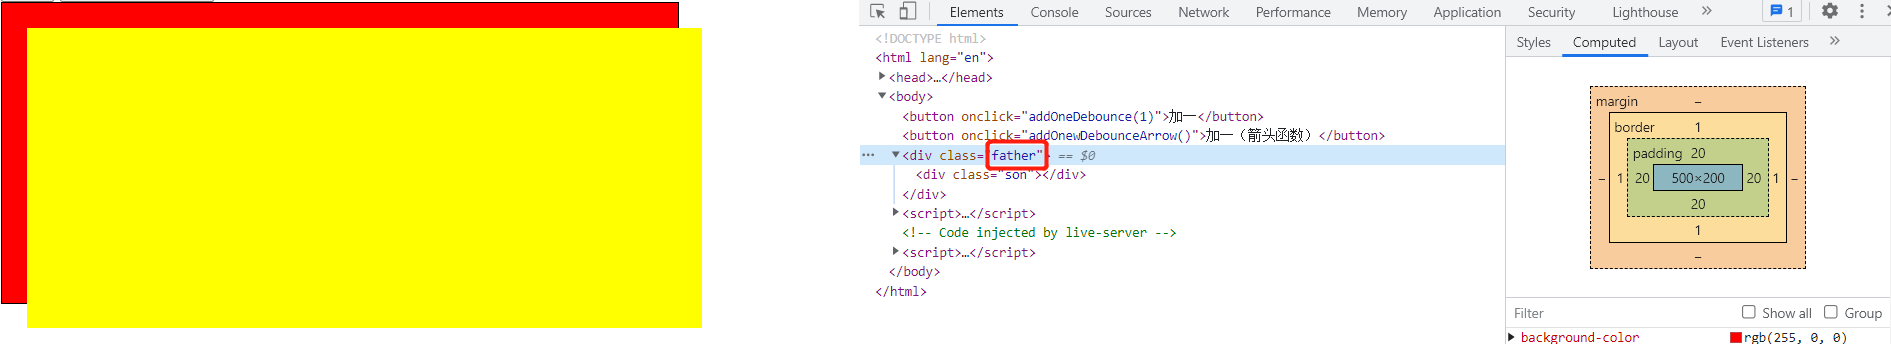 Elements Console Sources Network Performance Memory Application Security Lighthouse » 1
<!DOCTYPE html>
<html lang="en">
<head>…</head>
<body>
<button onclick="addOneDebounce(1)">加一</button>
<button onclick="addOnewDebounceArrow()">加一（箭头函数）</button>
<div class="father"> == $0
<div class="son"></div>
</div>
<script>…</script>
<!-- Code injected by live-server -->
<script>…</script>
</body>
</html>
Styles Computed Layout Event Listeners »
margin –
border 1
padding 20
– 1 20 500×200 20 1 –
20
1
–
Filter Show all Group
background-color rgb(255, 0, 0)